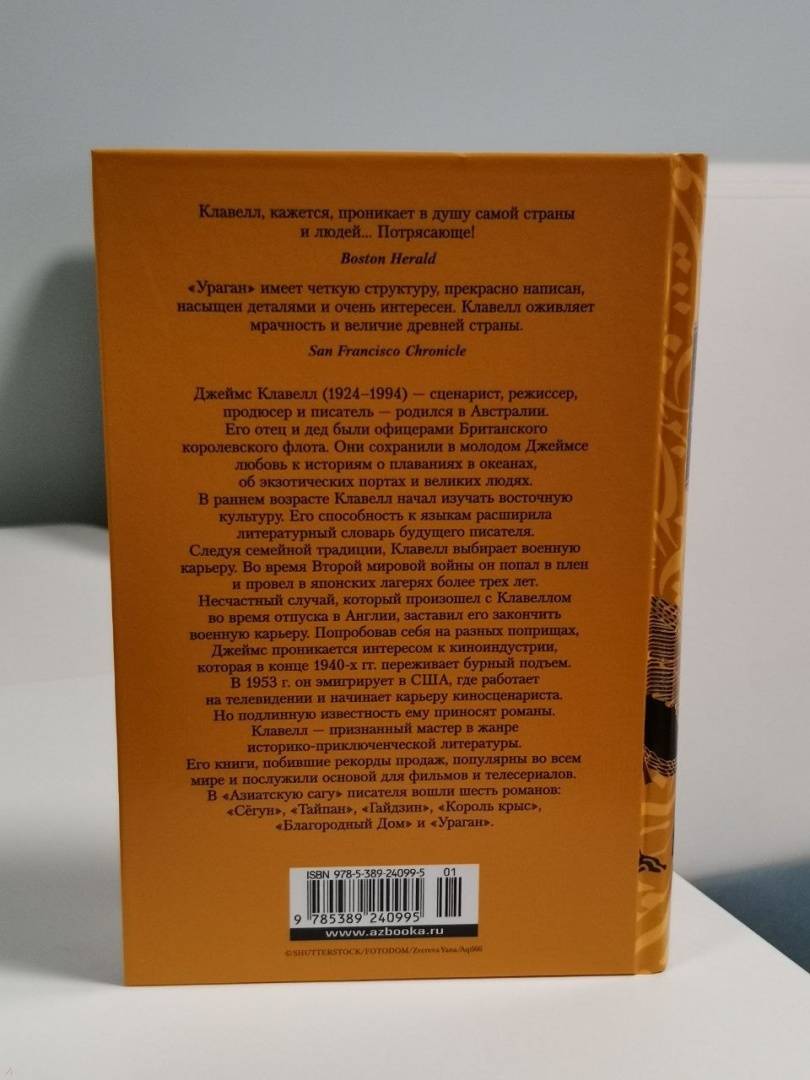 Клавелл, кажется, проникает в душу самой страны
и людей... Потрясающе!
Boston Herald
«Ураган» имеет четкую структуру, прекрасно написан,
насыщен деталями и очень интересен. Клавелл оживляет
мрачность и величие древней страны.
San Francisco Chronicle
Джеймс Клавелл (1924–1994) — сценарист, режиссер,
продюсер и писатель — родился в Австралии.
Его отец и дед были офицерами Британского
королевского флота. Они сохранили в молодом Джеймсе
любовь к историям о плаваниях в океанах,
об экзотических портах и великих людях.
В раннем возрасте Клавелл начал изучать восточную
культуру. Его способность к языкам расширила
литературный словарь будущего писателя.
Следуя семейной традиции, Клавелл выбирает военную
карьеру. Во время Второй мировой войны он попал в плен
и провел в японских лагерях более трех лет.
Несчастный случай, который произошел с Клавеллом
во время отпуска в Англии, заставил его закончить
военную карьеру. Попробовав себя на разных поприщах,
Джеймс проникается интересом к киноиндустрии,
которая в конце 1940-х гг. переживает бурный подъем.
В 1953 г. он эмигрирует в США, где работает
на телевидении и начинает карьеру киносценариста.
Но подлинную известность ему приносят романы.
Клавелл — признанный мастер в жанре
историко-приключенческой литературы.
Его книги, побившие рекорды продаж, популярны во всем
мире и послужили основой для фильмов и телесериалов.
В «Азиатскую сагу» писателя вошли шесть романов:
«Сёгун», «Тайпан», «Гайдзин», «Король крыс»,
«Благородный Дом» и «Ураган».
ISBN 978-5-389-24099-5 01
9 785389 240995
www.azbooka.ru
© SHUTTERSTOCK/FOTODOM/Zvereva Yana/Aqs666